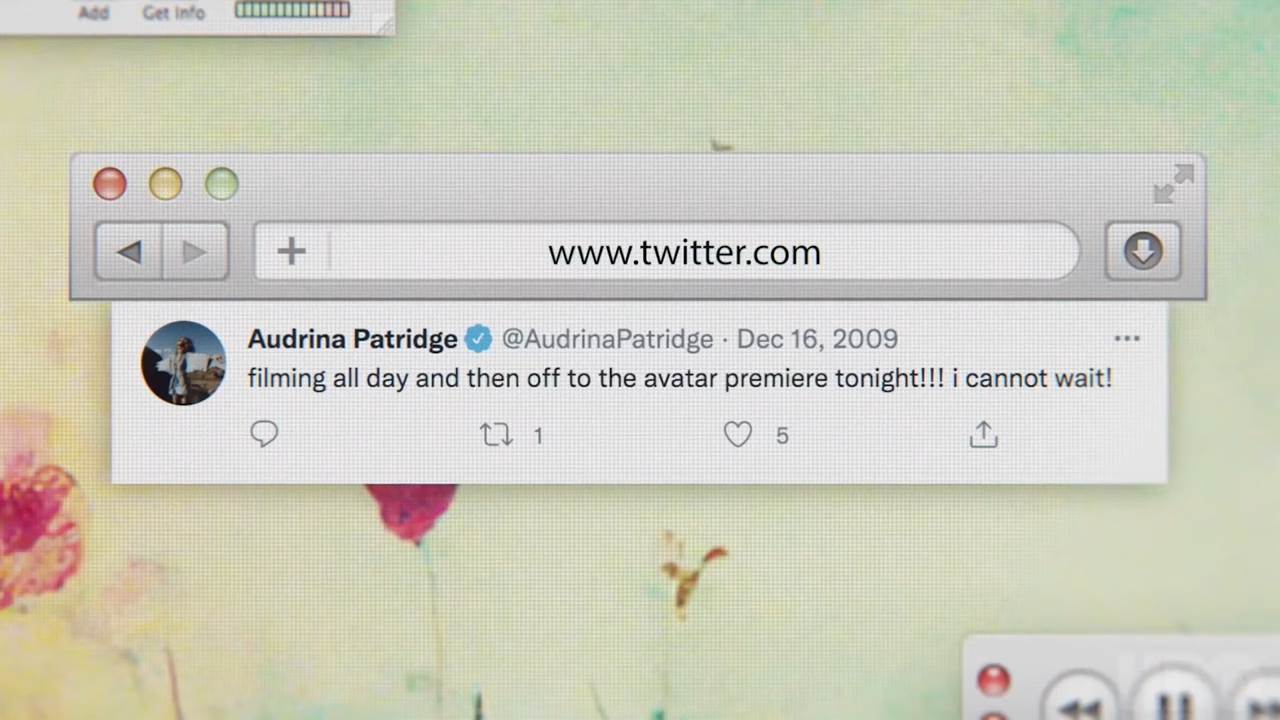 Add Get Info
www.twitter.com
Audrina Patridge @AudrinaPatridge · Dec 16, 2009
filming all day and then off to the avatar premiere tonight!!! i cannot wait!
1 5